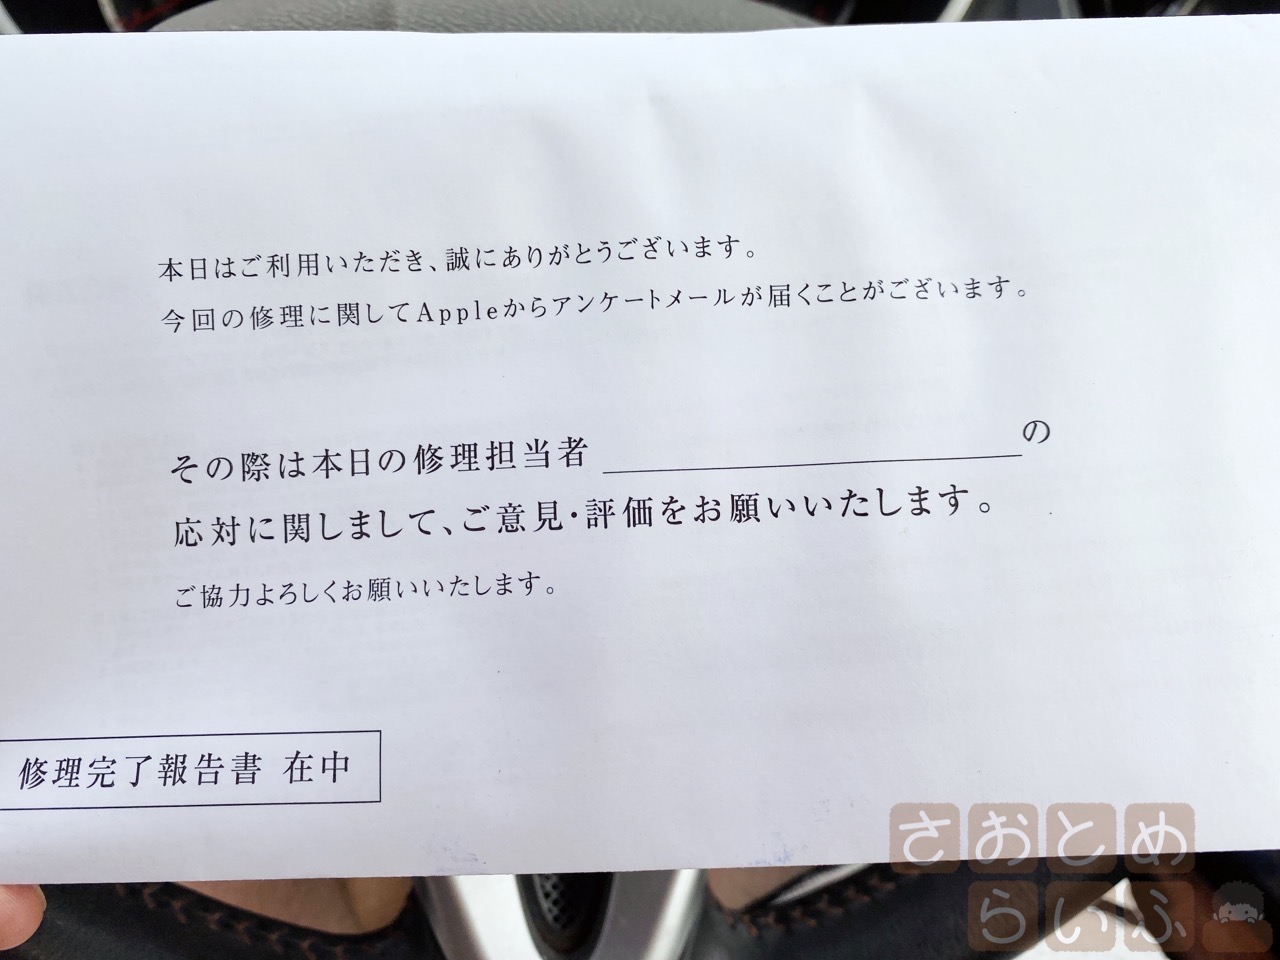 本日はご利用いただき、誠にありがとうございます。
今回の修理に関してAppleからアンケートメールが届くことがございます。
その際は本日の修理担当者 の
応対に関しまして、ご意見・評価をお願いいたします。
ご協力よろしくお願いいたします。
修理完了報告書 在中
さおとめ
らいふ